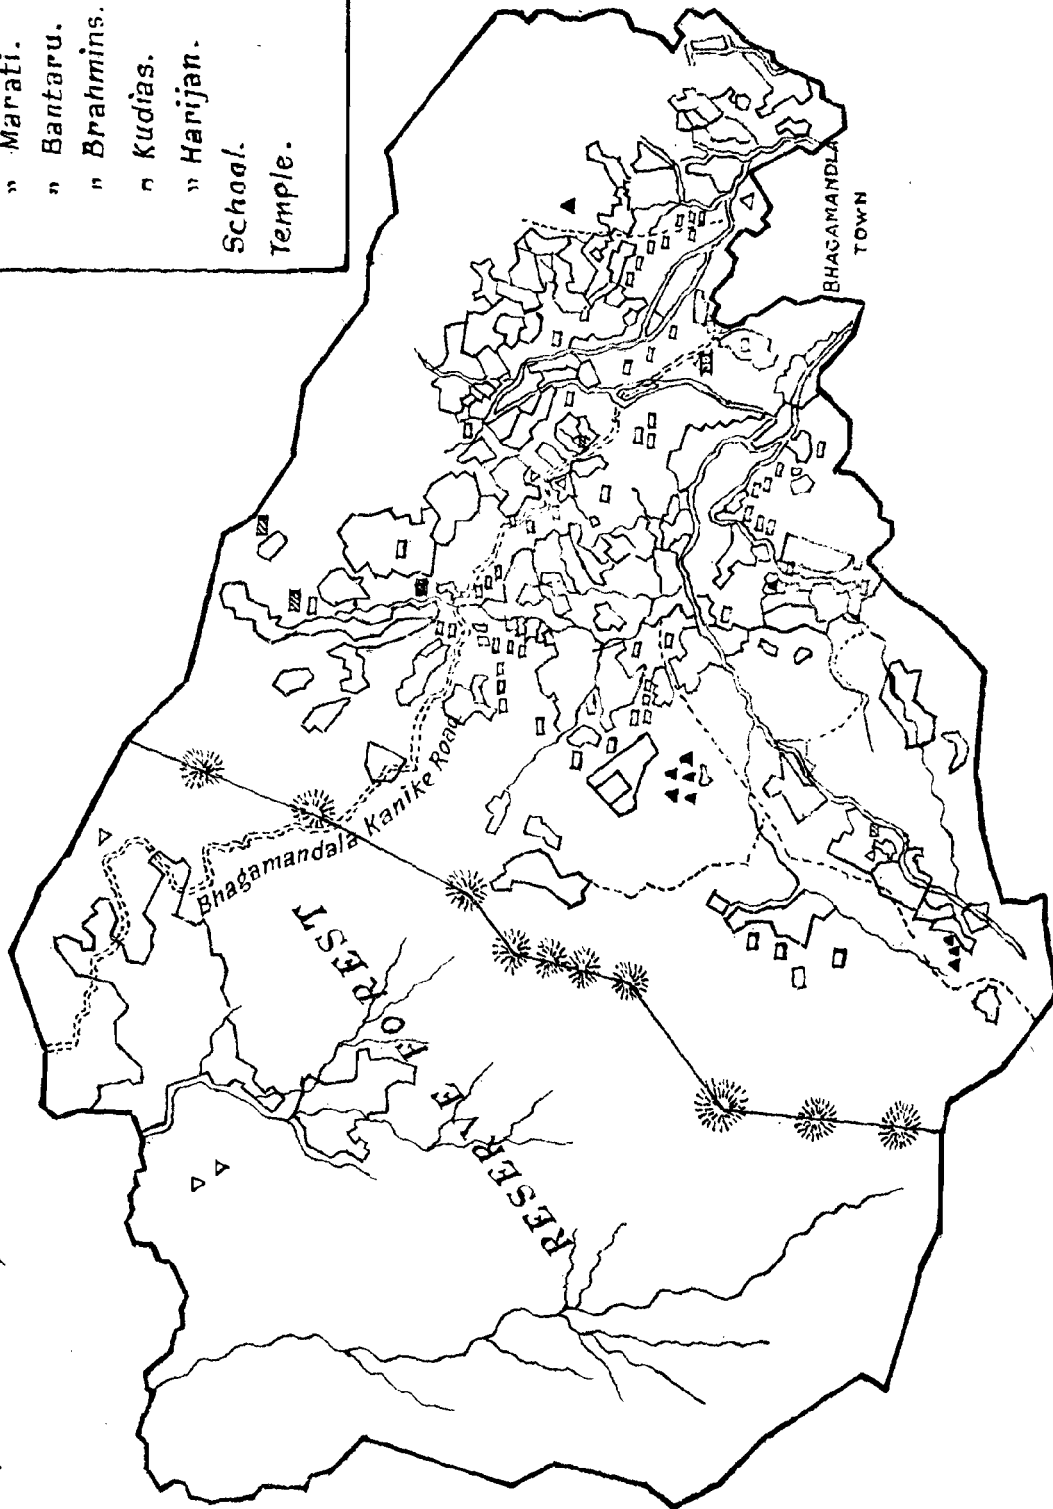 " Marati.
" Bantaru.
" Brahmins.
" Kudias.
" Harijan.
School.
Temple.
BHAGAMANDLA
TOWN
Bhagamandala Kanike Road
RESERVE FOREST